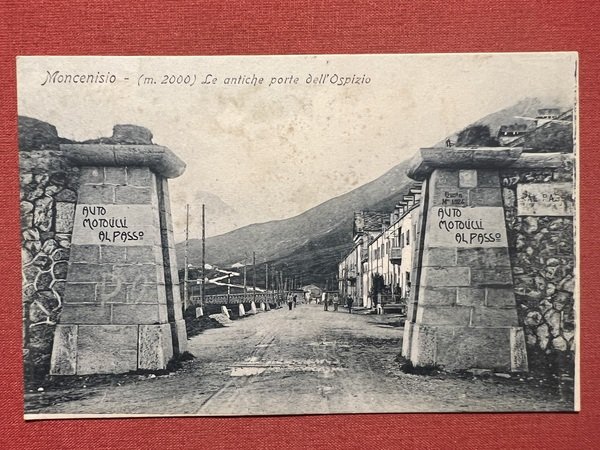 Moncenisio - (m. 2000) Le antiche porte dell'Ospizio
AUTO
MOTOCICLI
AL PASSO
AUTO
MOTOCICLI
AL PASSO